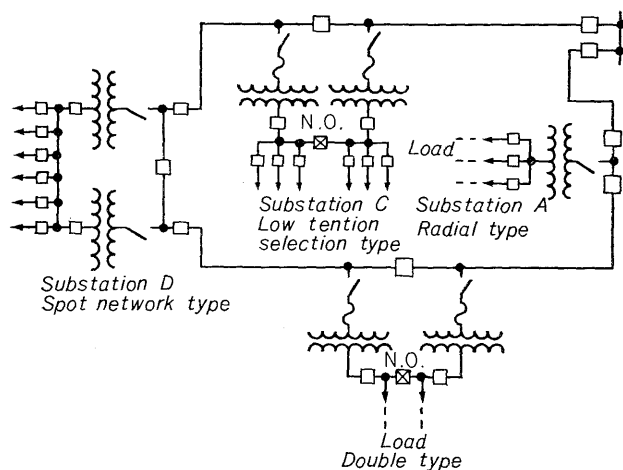 N.O.
Load
Substation C
Low tention
selection type
Substation A
Radial type
Substation D
Spot network type
N.O.
Load
Double type